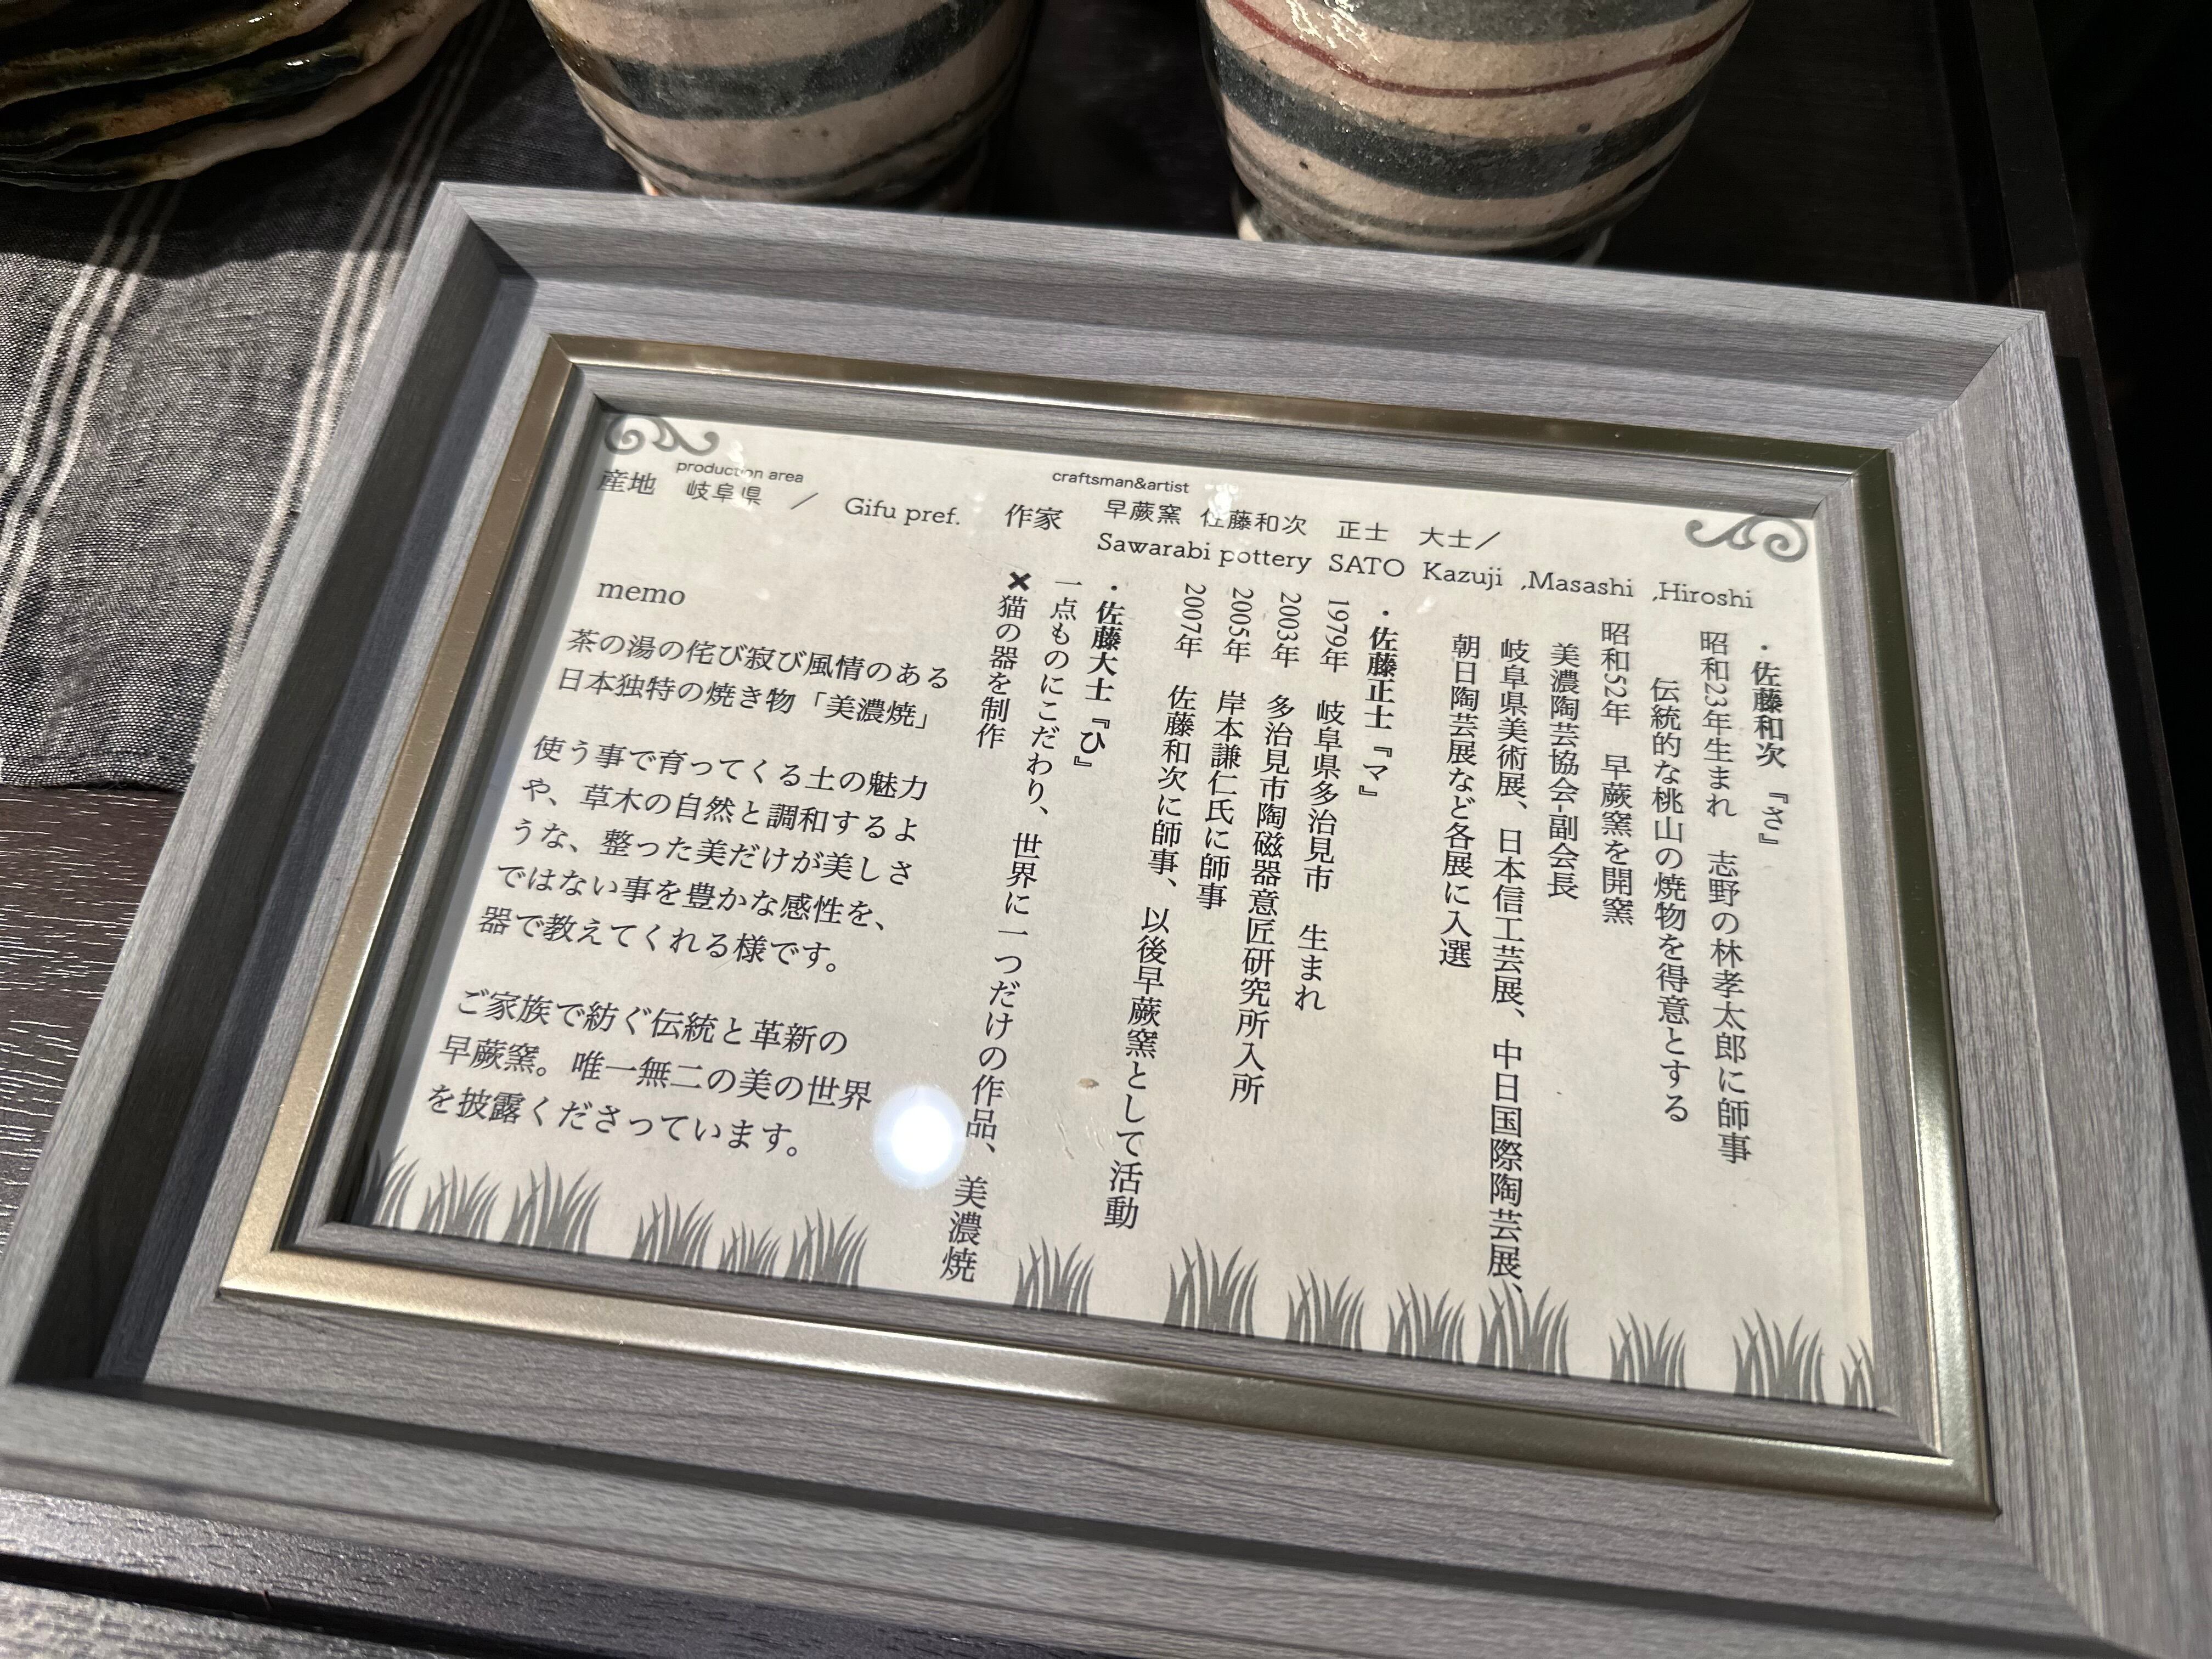 production area
産地 岐阜県 ／ Gifu pref.
craftsman&artist
作家 早蕨窯 佐藤和次 正士 大士／
Sawarabi pottery SATO Kazuji ,Masashi ,Hiroshi
・佐藤和次『さ』
昭和23年生まれ 志野の林孝太郎に師事
伝統的な桃山の焼物を得意とする
昭和52年 早蕨窯を開窯
美濃陶芸協会-副会長
岐阜県美術展、日本信工芸展、中日国際陶芸展、
朝日陶芸展など各展に入選
・佐藤正士『マ』
1979年 岐阜県多治見市 生まれ
2003年 多治見市陶磁器意匠研究所入所
2005年 岸本謙仁氏に師事
2007年 佐藤和次に師事、以後早蕨窯として活動
・佐藤大士『ひ』
一点ものにこだわり、世界に一つだけの作品、美濃焼
✖猫の器を制作
memo
茶の湯の侘び寂び風情のある
日本独特の焼き物「美濃焼」
使う事で育ってくる土の魅力
や、草木の自然と調和するよ
うな、整った美だけが美しさ
ではない事を豊かな感性を、
器で教えてくれる様です。
ご家族で紡ぐ伝統と革新の
早蕨窯。唯一無二の美の世界
を披露くださっています。